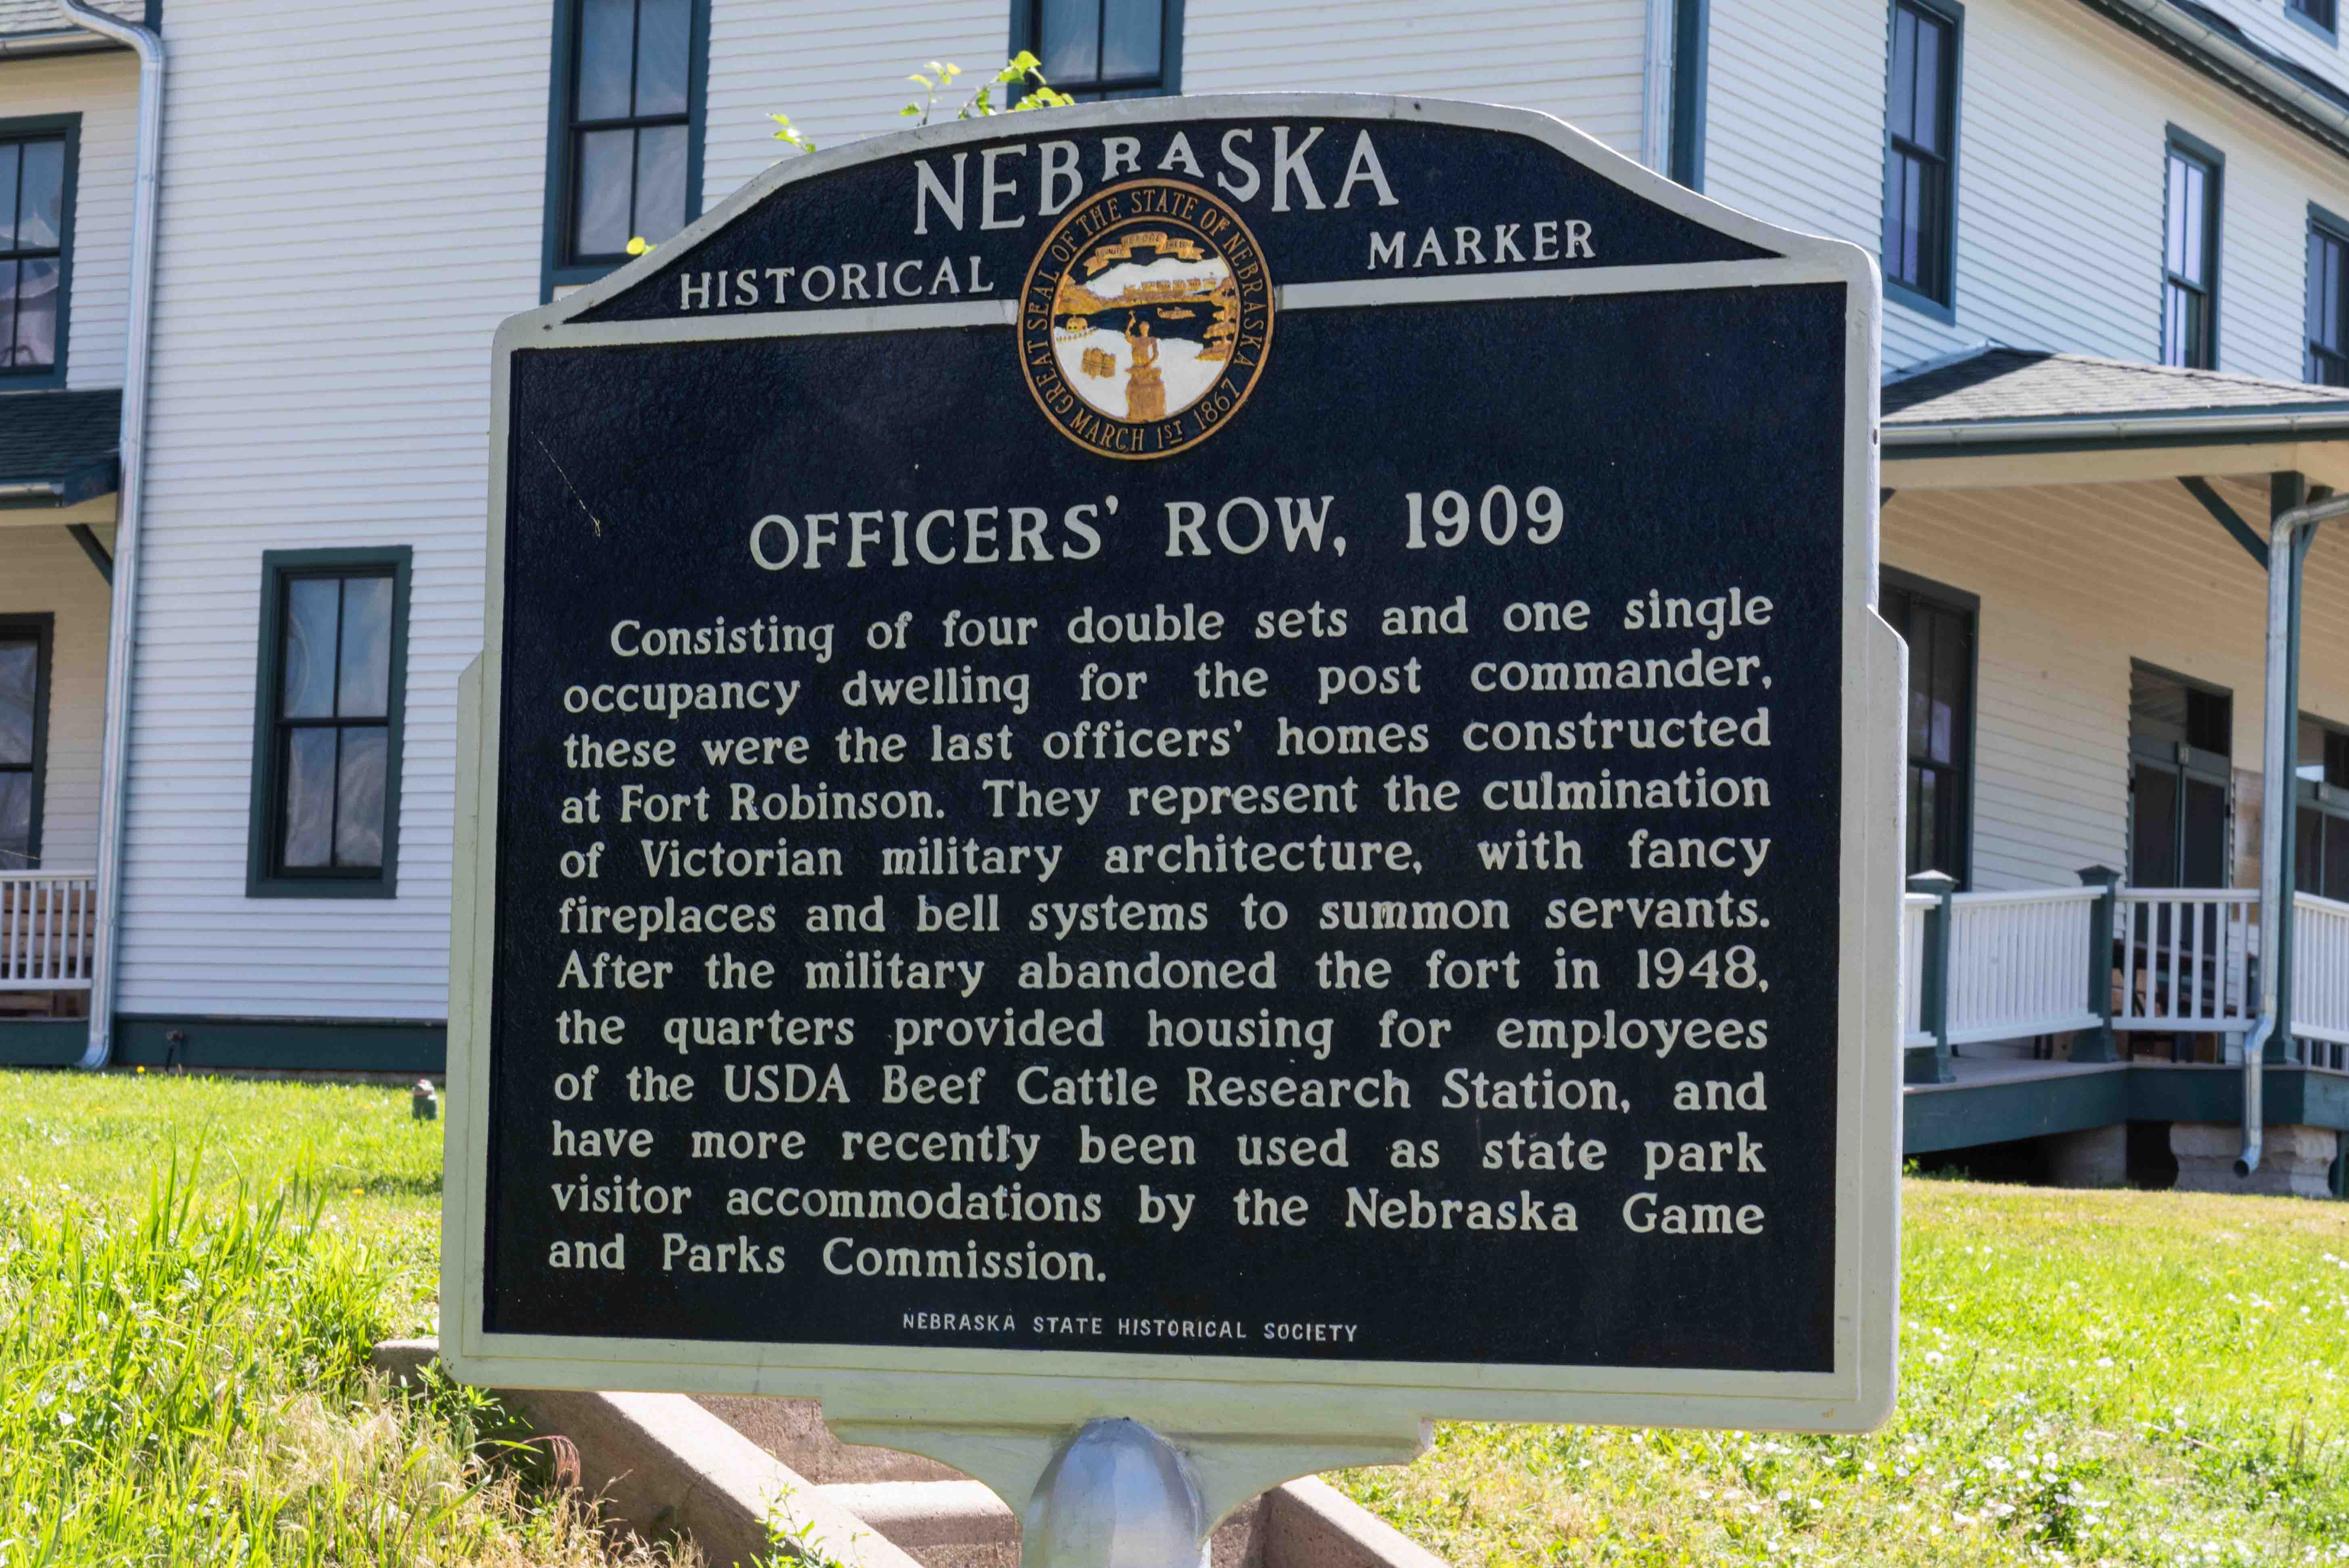 NEBRASKA
HISTORICAL MARKER
GREAT SEAL OF THE STATE OF NEBRASKA
MARCH 1ST 1867
OFFICERS' ROW, 1909
Consisting of four double sets and one single
occupancy dwelling for the post commander,
these were the last officers' homes constructed
at Fort Robinson. They represent the culmination
of Victorian military architecture, with fancy
fireplaces and bell systems to summon servants.
After the military abandoned the fort in 1948,
the quarters provided housing for employees
of the USDA Beef Cattle Research Station, and
have more recently been used as state park
visitor accommodations by the Nebraska Game
and Parks Commission.
NEBRASKA STATE HISTORICAL SOCIETY